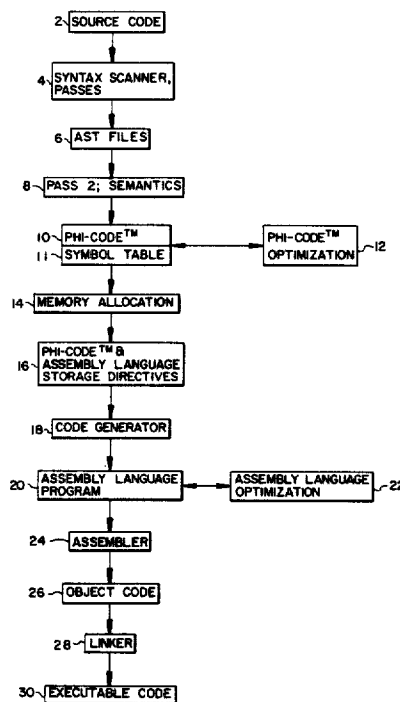 2 SOURCE CODE
4 SYNTAX SCANNER,
PASSES
6 AST FILES
8 PASS 2; SEMANTICS
10 PHI-CODE™
11 SYMBOL TABLE
PHI-CODE™
OPTIMIZATION 12
14 MEMORY ALLOCATION
PHI-CODE™ &
16 ASSEMBLY LANGUAGE
STORAGE DIRECTIVES
18 CODE GENERATOR
20 ASSEMBLY LANGUAGE
PROGRAM
ASSEMBLY LANGUAGE 22
OPTIMIZATION
24 ASSEMBLER
26 OBJECT CODE
28 LINKER
30 EXECUTABLE CODE